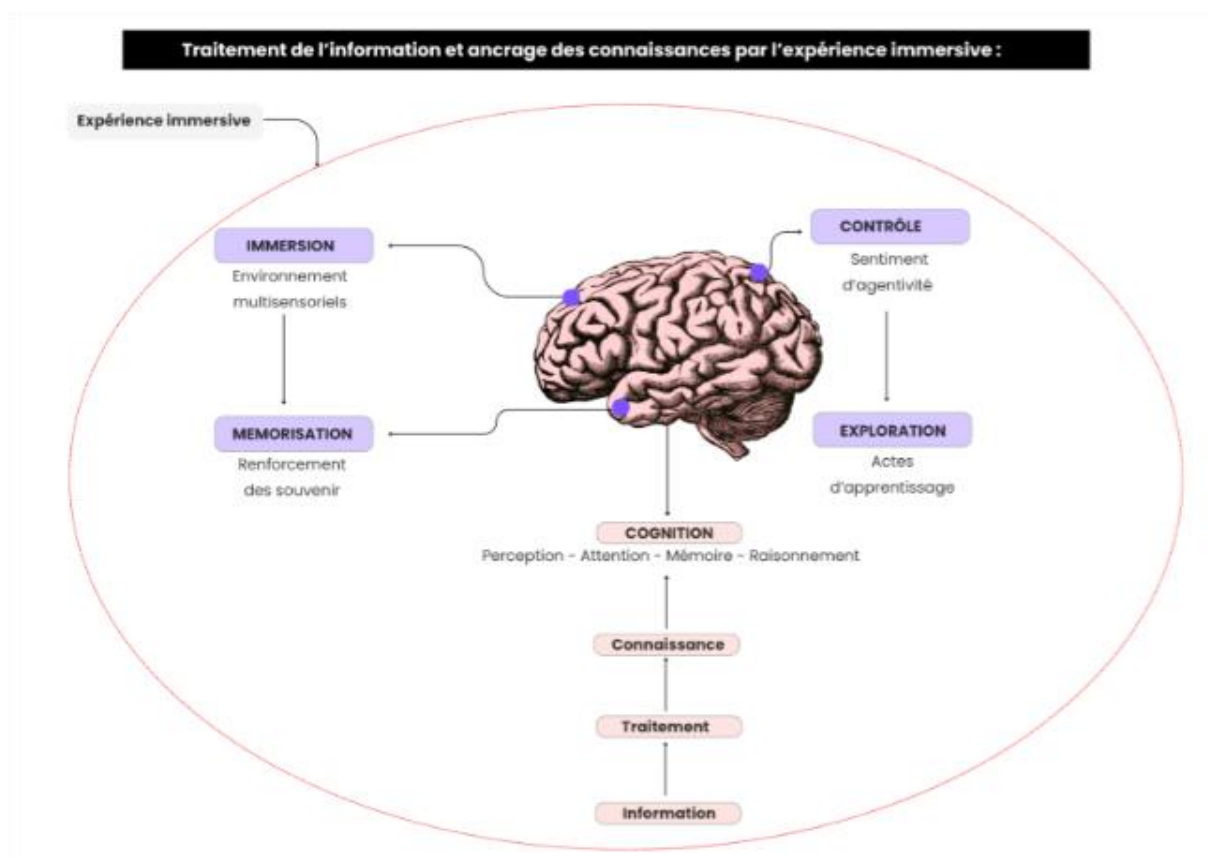 Traitement de l'information et ancrage des connaissances par l'expérience immersive :
Expérience immersive
IMMERSION
Environnement
multisensoriels
CONTRÔLE
Sentiment
d'agentivité
MEMORISATION
Renforcement
des souvenir
EXPLORATION
Actes
d'apprentissage
COGNITION
Perception - Attention - Mémoire - Raisonnement
Connaissance
Traitement
Information